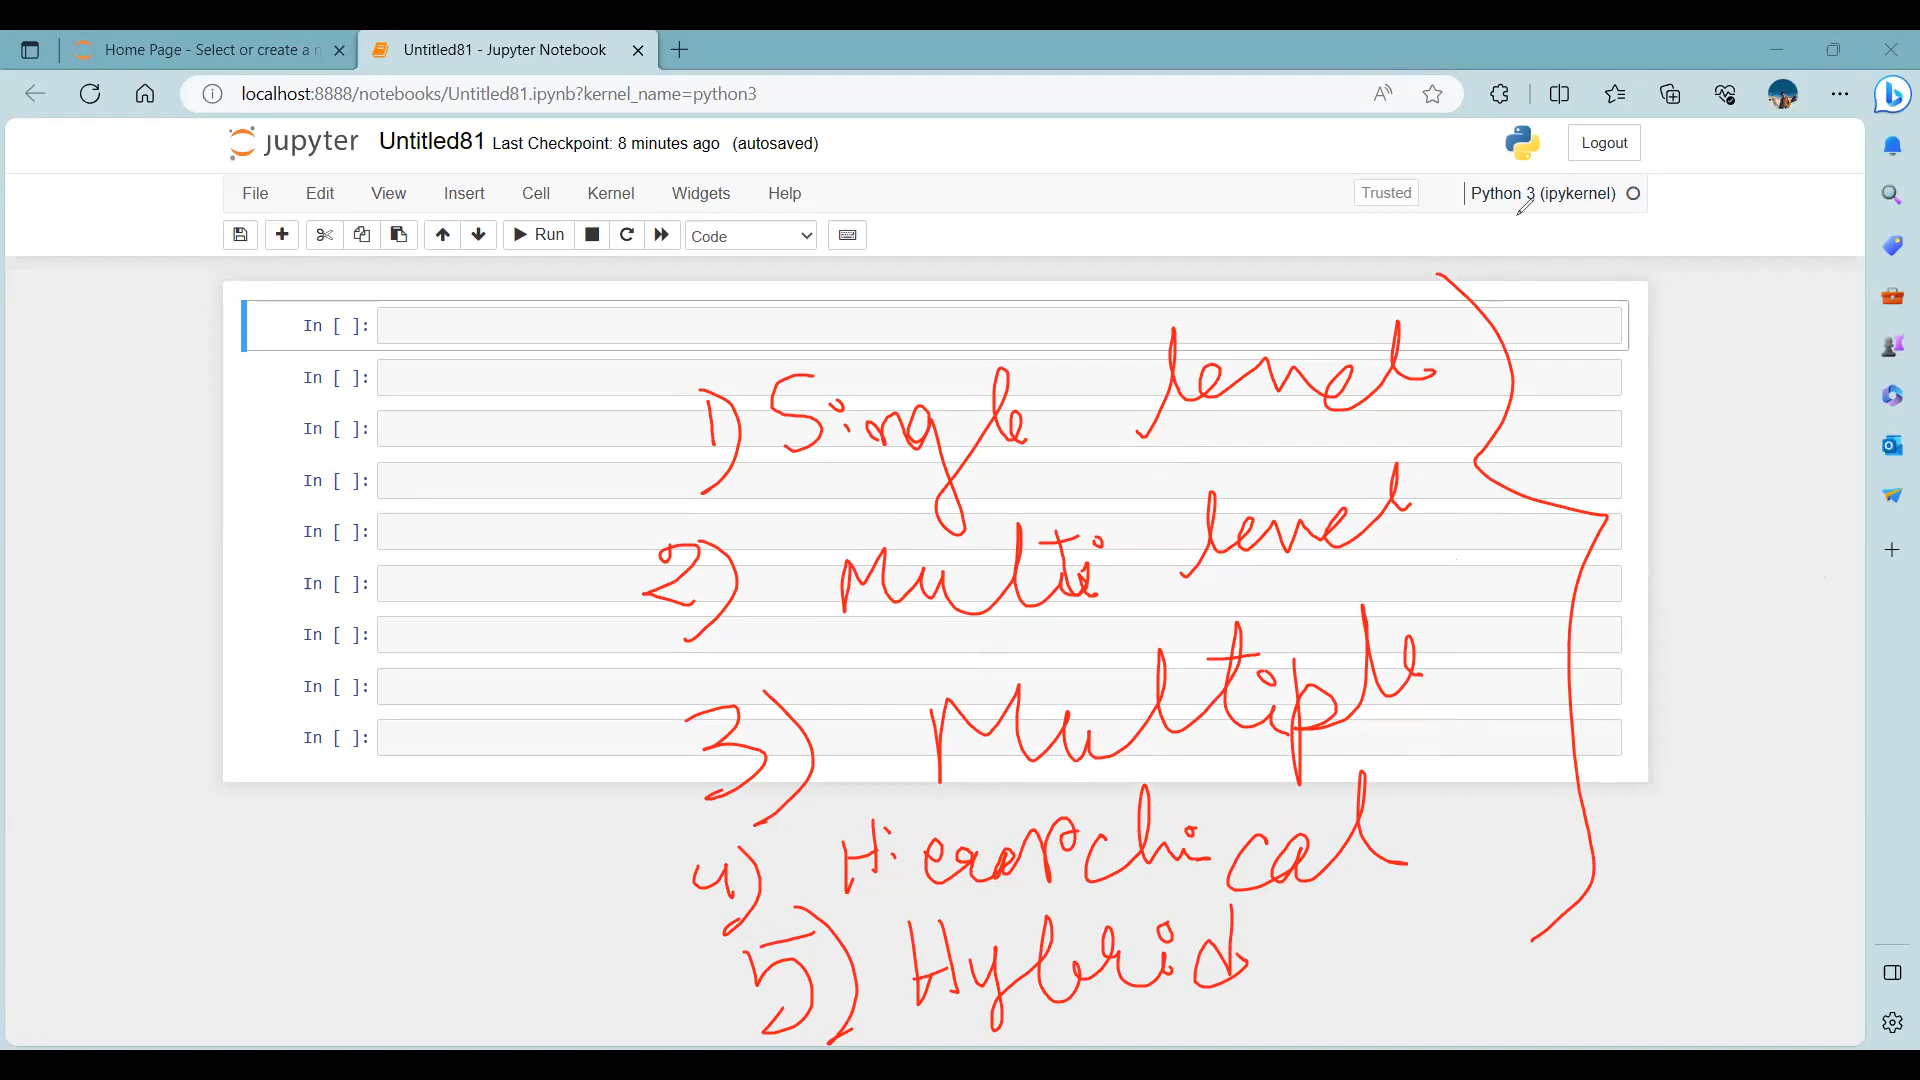 Home Page - Select or create a n
Untitled81 - Jupyter Notebook
localhost:8888/notebooks/Untitled81.ipynb?kernel_name=python3
jupyter Untitled81 Last Checkpoint: 8 minutes ago (autosaved)
Logout
File Edit View Insert Cell Kernel Widgets Help
Trusted
Python 3 (ipykernel)
Run
Code
In [ ]:
In [ ]:
In [ ]:
In [ ]:
In [ ]:
In [ ]:
In [ ]:
In [ ]:
In [ ]:
1) Single level
2) Multi level
3) Multiple
4) Hierarchical
5) Hybrid